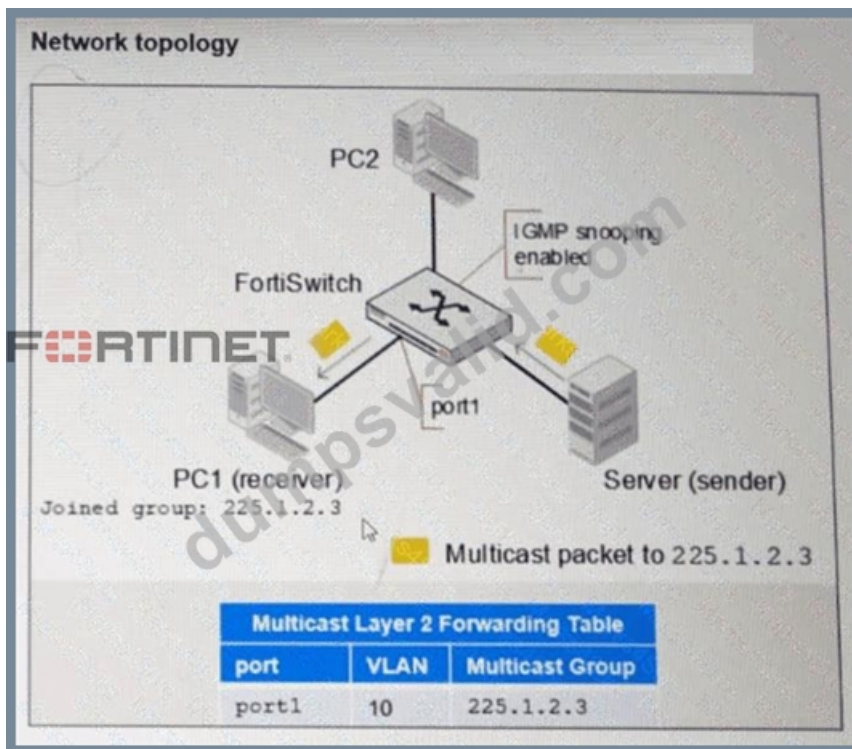 Network topology
PC2
IGMP snooping
enabled
FortiSwitch
FORTINET
port1
PC1 (receiver)
Server (sender)
Joined group: 225.1.2.3
Multicast packet to 225.1.2.3
dumpsvalid.com
Multicast Layer 2 Forwarding Table
port VLAN Multicast Group
port1 10 225.1.2.3